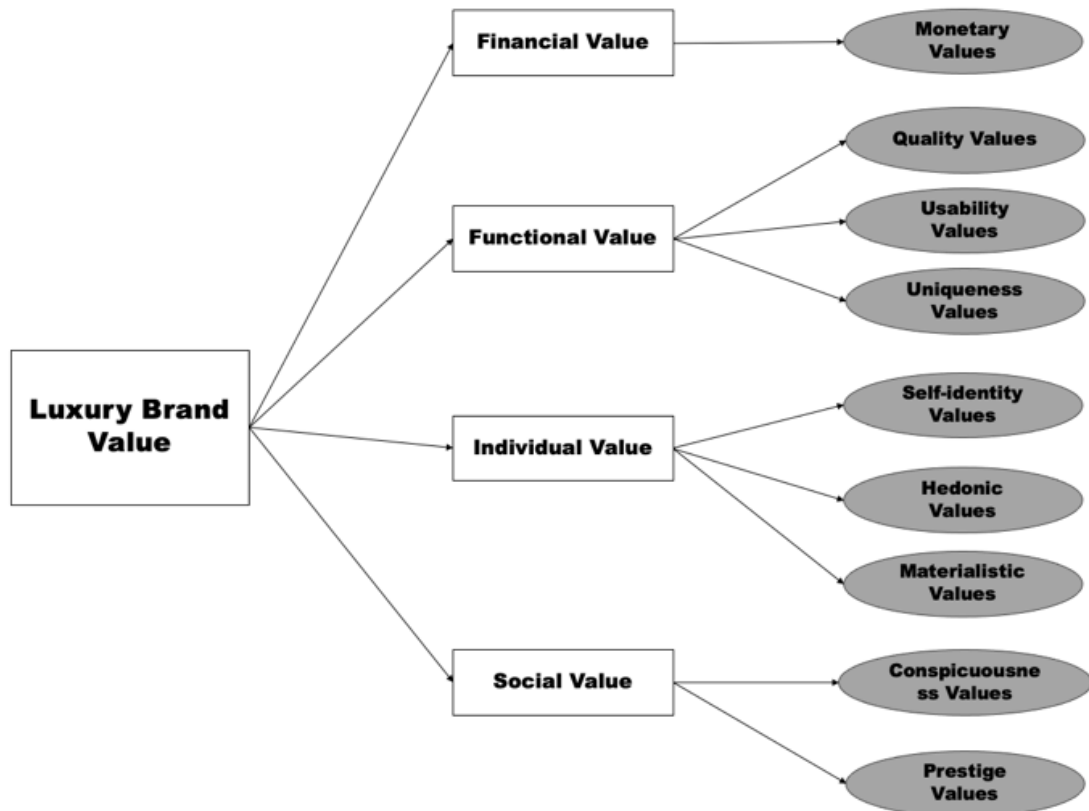 Financial Value
Monetary
Values
Quality Values
Functional Value
Usability
Values
Uniqueness
Values
Luxury Brand
Value
Self-identity
Values
Individual Value
Hedonic
Values
Materialistic
Values
Social Value
Conspicuousne
ss Values
Prestige
Values